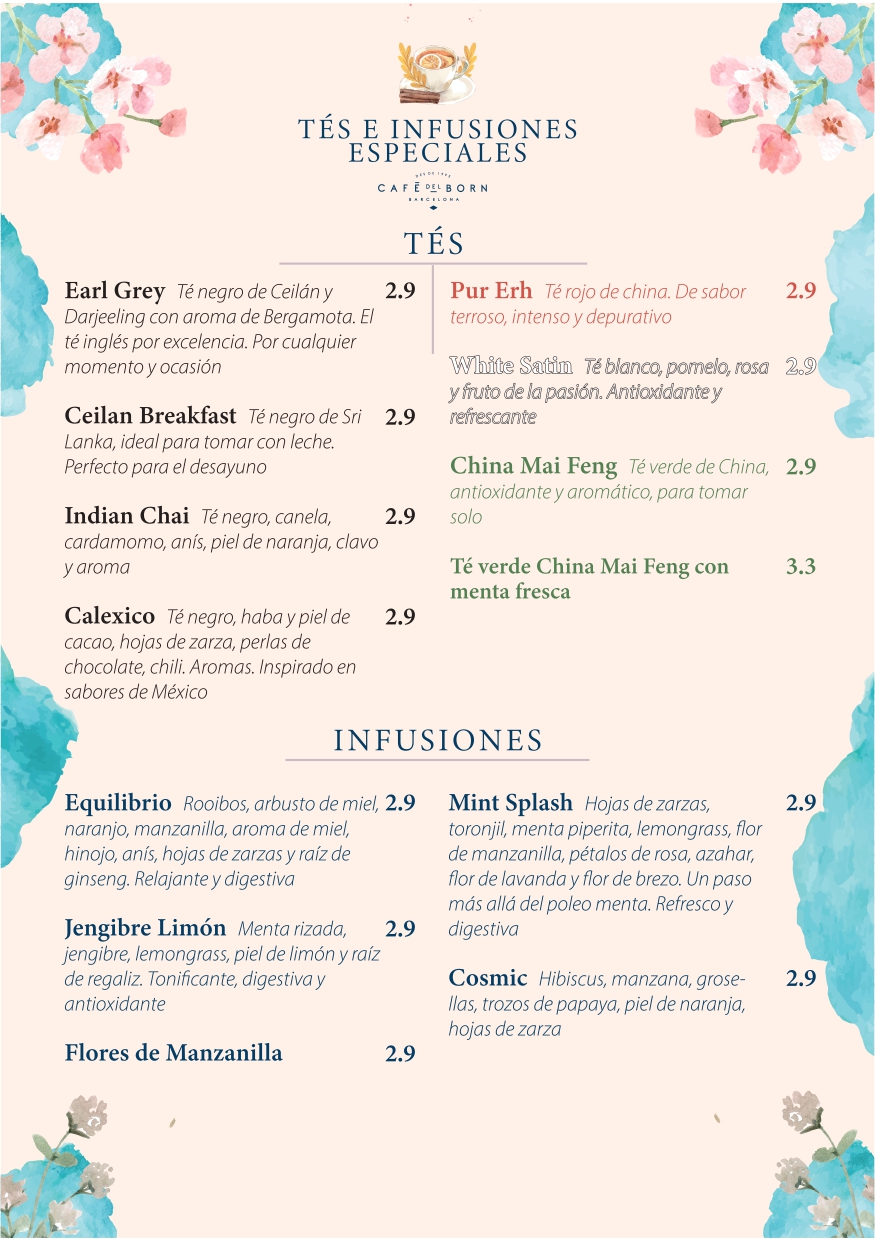 TÉS E INFUSIONES
ESPECIALES
DESDE 1995
CAFÉ DEL BORN
BARCELONA
TÉS
Earl Grey Té negro de Ceilán y 2.9
Darjeeling con aroma de Bergamota. El
té inglés por excelencia. Por cualquier
momento y ocasión
Ceilan Breakfast Té negro de Sri 2.9
Lanka, ideal para tomar con leche.
Perfecto para el desayuno
Indian Chai Té negro, canela, 2.9
cardamomo, anís, piel de naranja, clavo
y aroma
Calexico Té negro, haba y piel de 2.9
cacao, hojas de zarza, perlas de
chocolate, chili. Aromas. Inspirado en
sabores de México
Pur Erh Té rojo de china. De sabor 2.9
terroso, intenso y depurativo
White Satin Té blanco, pomelo, rosa 2.9
y fruto de la pasión. Antioxidante y
refrescante
China Mai Feng Té verde de China, 2.9
antioxidante y aromático, para tomar
solo
Té verde China Mai Feng con 3.3
menta fresca
INFUSIONES
Equilibrio Rooibos, arbusto de miel, 2.9
naranjo, manzanilla, aroma de miel,
hinojo, anís, hojas de zarzas y raíz de
ginseng. Relajante y digestiva
Jengibre Limón Menta rizada, 2.9
jengibre, lemongrass, piel de limón y raíz
de regaliz. Tonificante, digestiva y
antioxidante
Flores de Manzanilla 2.9
Mint Splash Hojas de zarzas, 2.9
toronjil, menta piperita, lemongrass, flor
de manzanilla, pétalos de rosa, azahar,
flor de lavanda y flor de brezo. Un paso
más allá del poleo menta. Refresco y
digestiva
Cosmic Hibiscus, manzana, grose- 2.9
llas, trozos de papaya, piel de naranja,
hojas de zarza